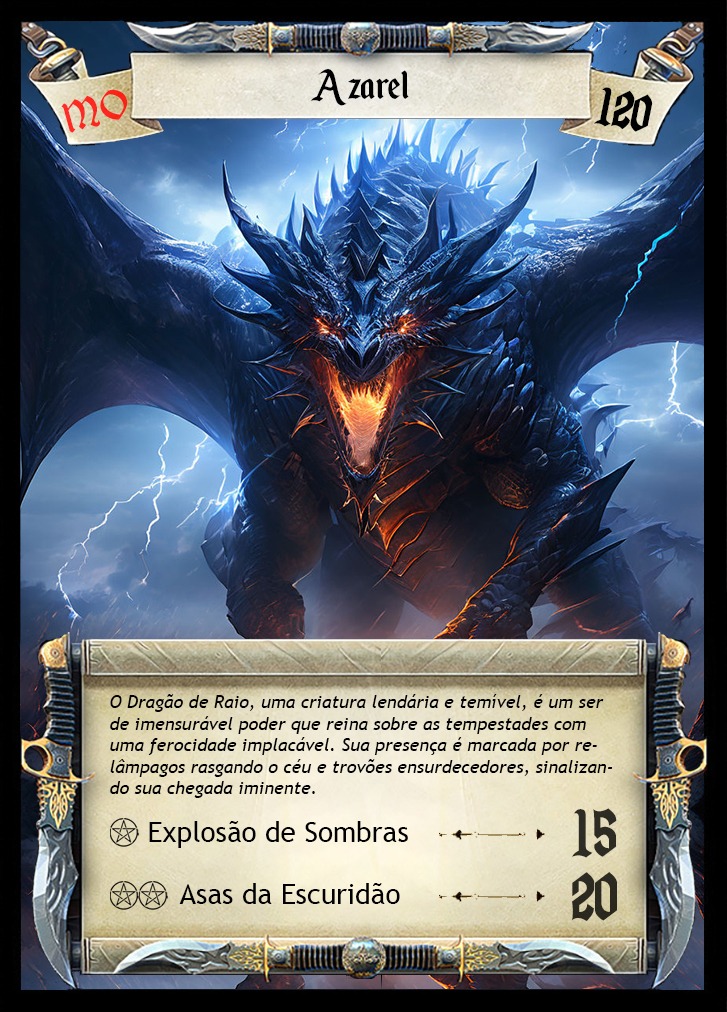 Azarel
MO
120
O Dragão de Raio, uma criatura lendária e temível, é um ser
de imensurável poder que reina sobre as tempestades com
uma ferocidade implacável. Sua presença é marcada por re-
lâmpagos rasgando o céu e trovões ensurdecedores, sinalizan-
do sua chegada iminente.
Explosão de Sombras 15
Asas da Escuridão 20